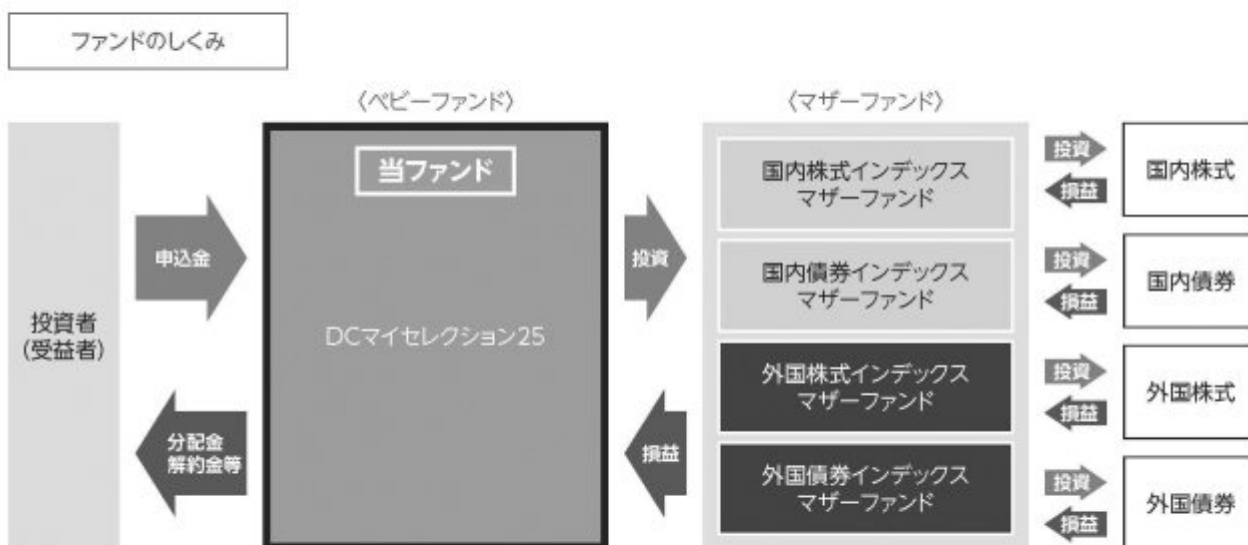 ファンドのしくみ
〈ベビーファンド〉
〈マザーファンド〉
投資者
(受益者)
申込金
分配金
解約金等
当ファンド
DCマイセレクション25
投資
損益
国内株式インデックス
マザーファンド
投資
損益
国内株式
国内債券インデックス
マザーファンド
投資
損益
国内債券
外国株式インデックス
マザーファンド
投資
損益
外国株式
外国債券インデックス
マザーファンド
投資
損益
外国債券